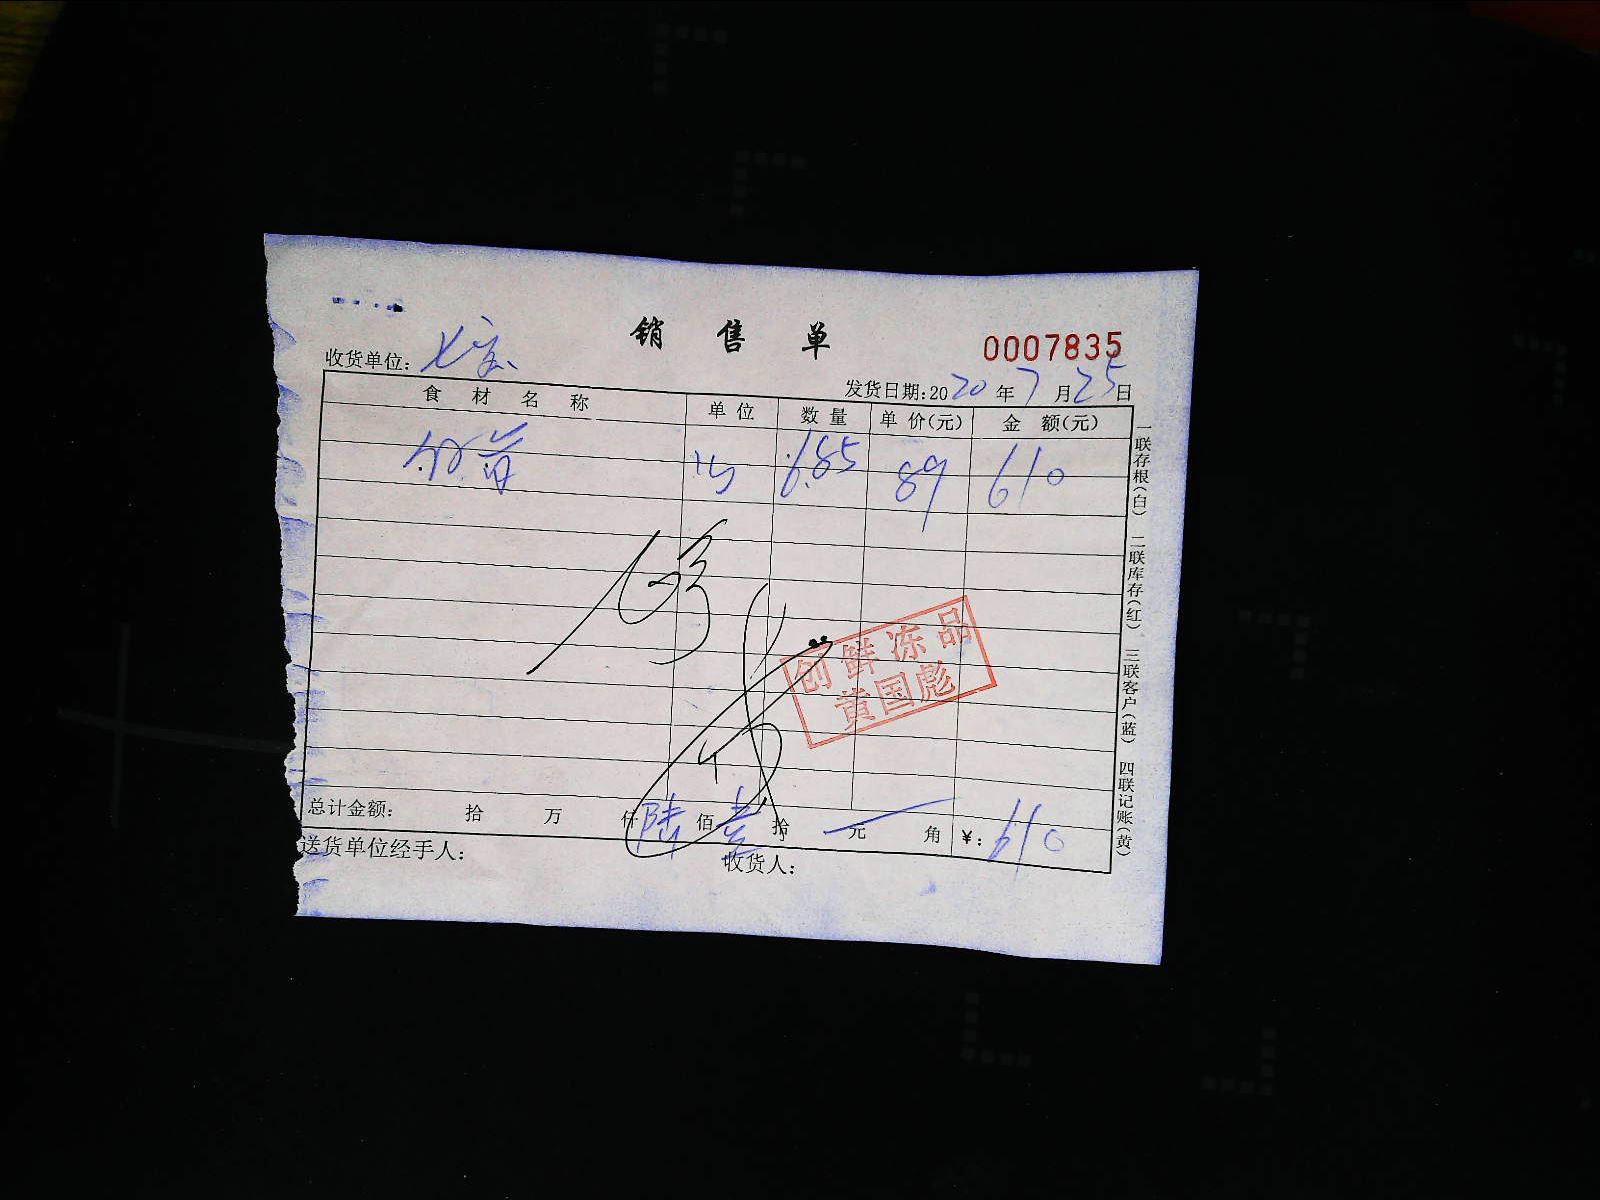 销售单
0007835
收货单位:七宝
发货日期:2020年7月25日
食材名称 单位 数量 单价(元) 金额(元)
6.85 89 610
创鲜冻品
黄国彪
总计金额: 拾 万 仟 陆 佰 壹 拾 元 角 ¥:610
送货单位经手人: 收货人:
一联存根(白) 二联库存(红) 三联客户(蓝) 四联记账(黄)